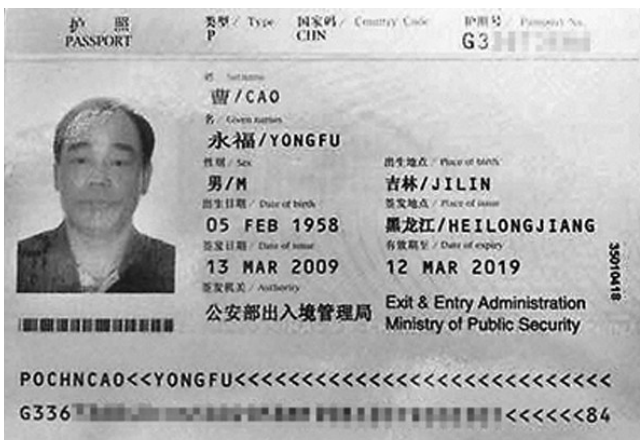 护 照 类型 / Type 国家码 / Country Code 护照号 / Passport No.
PASSPORT P CHN G3
姓 / Surname
曹/CAO
名 / Given names
永福/YONGFU
性别 / Sex 出生地点 / Place of birth
男/M 吉林/JILIN
出生日期 / Date of birth 签发地点 / Place of issue
05 FEB 1958 黑龙江/HEILONGJIANG
签发日期 / Date of issue 有效期至 / Date of expiry
13 MAR 2009 12 MAR 2019
签发机关 / Authority
公安部出入境管理局 Exit & Entry Administration
Ministry of Public Security
35010418
POCHNCAO<<YONGFU<<<<<<<<<<<<<<<<<<<<<<<<<<<<
G336 <<<<<<84